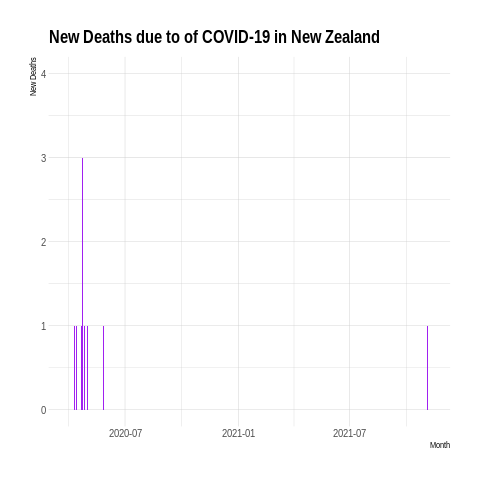 New Deaths due to of COVID-19 in New Zealand
New Deaths
4
3
2
1
0
2020-07
2021-01
2021-07
Month